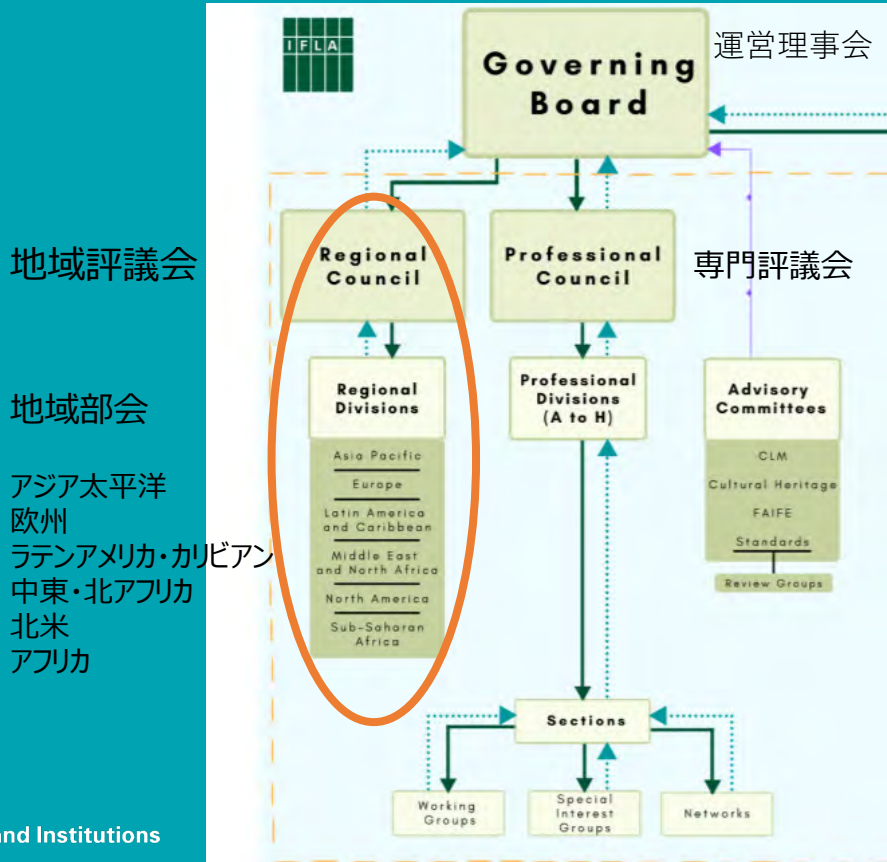 IFLA
Governing
Board
運営理事会
地域評議会
Regional
Council
Professional
Council
専門評議会
地域部会
Regional
Divisions
Professional
Divisions
(A to H)
Advisory
Committees
アジア太平洋
欧州
ラテンアメリカ・カリビアン
中東・北アフリカ
北米
アフリカ
Asia Pacific
Europe
Latin America
and Caribbean
Middle East
and North Africa
North America
Sub-Saharan
Africa
CLM
Cultural Heritage
FAIFE
Standards
Review Groups
Sections
Working
Groups
Special
Interest
Groups
Networks
and Institutions